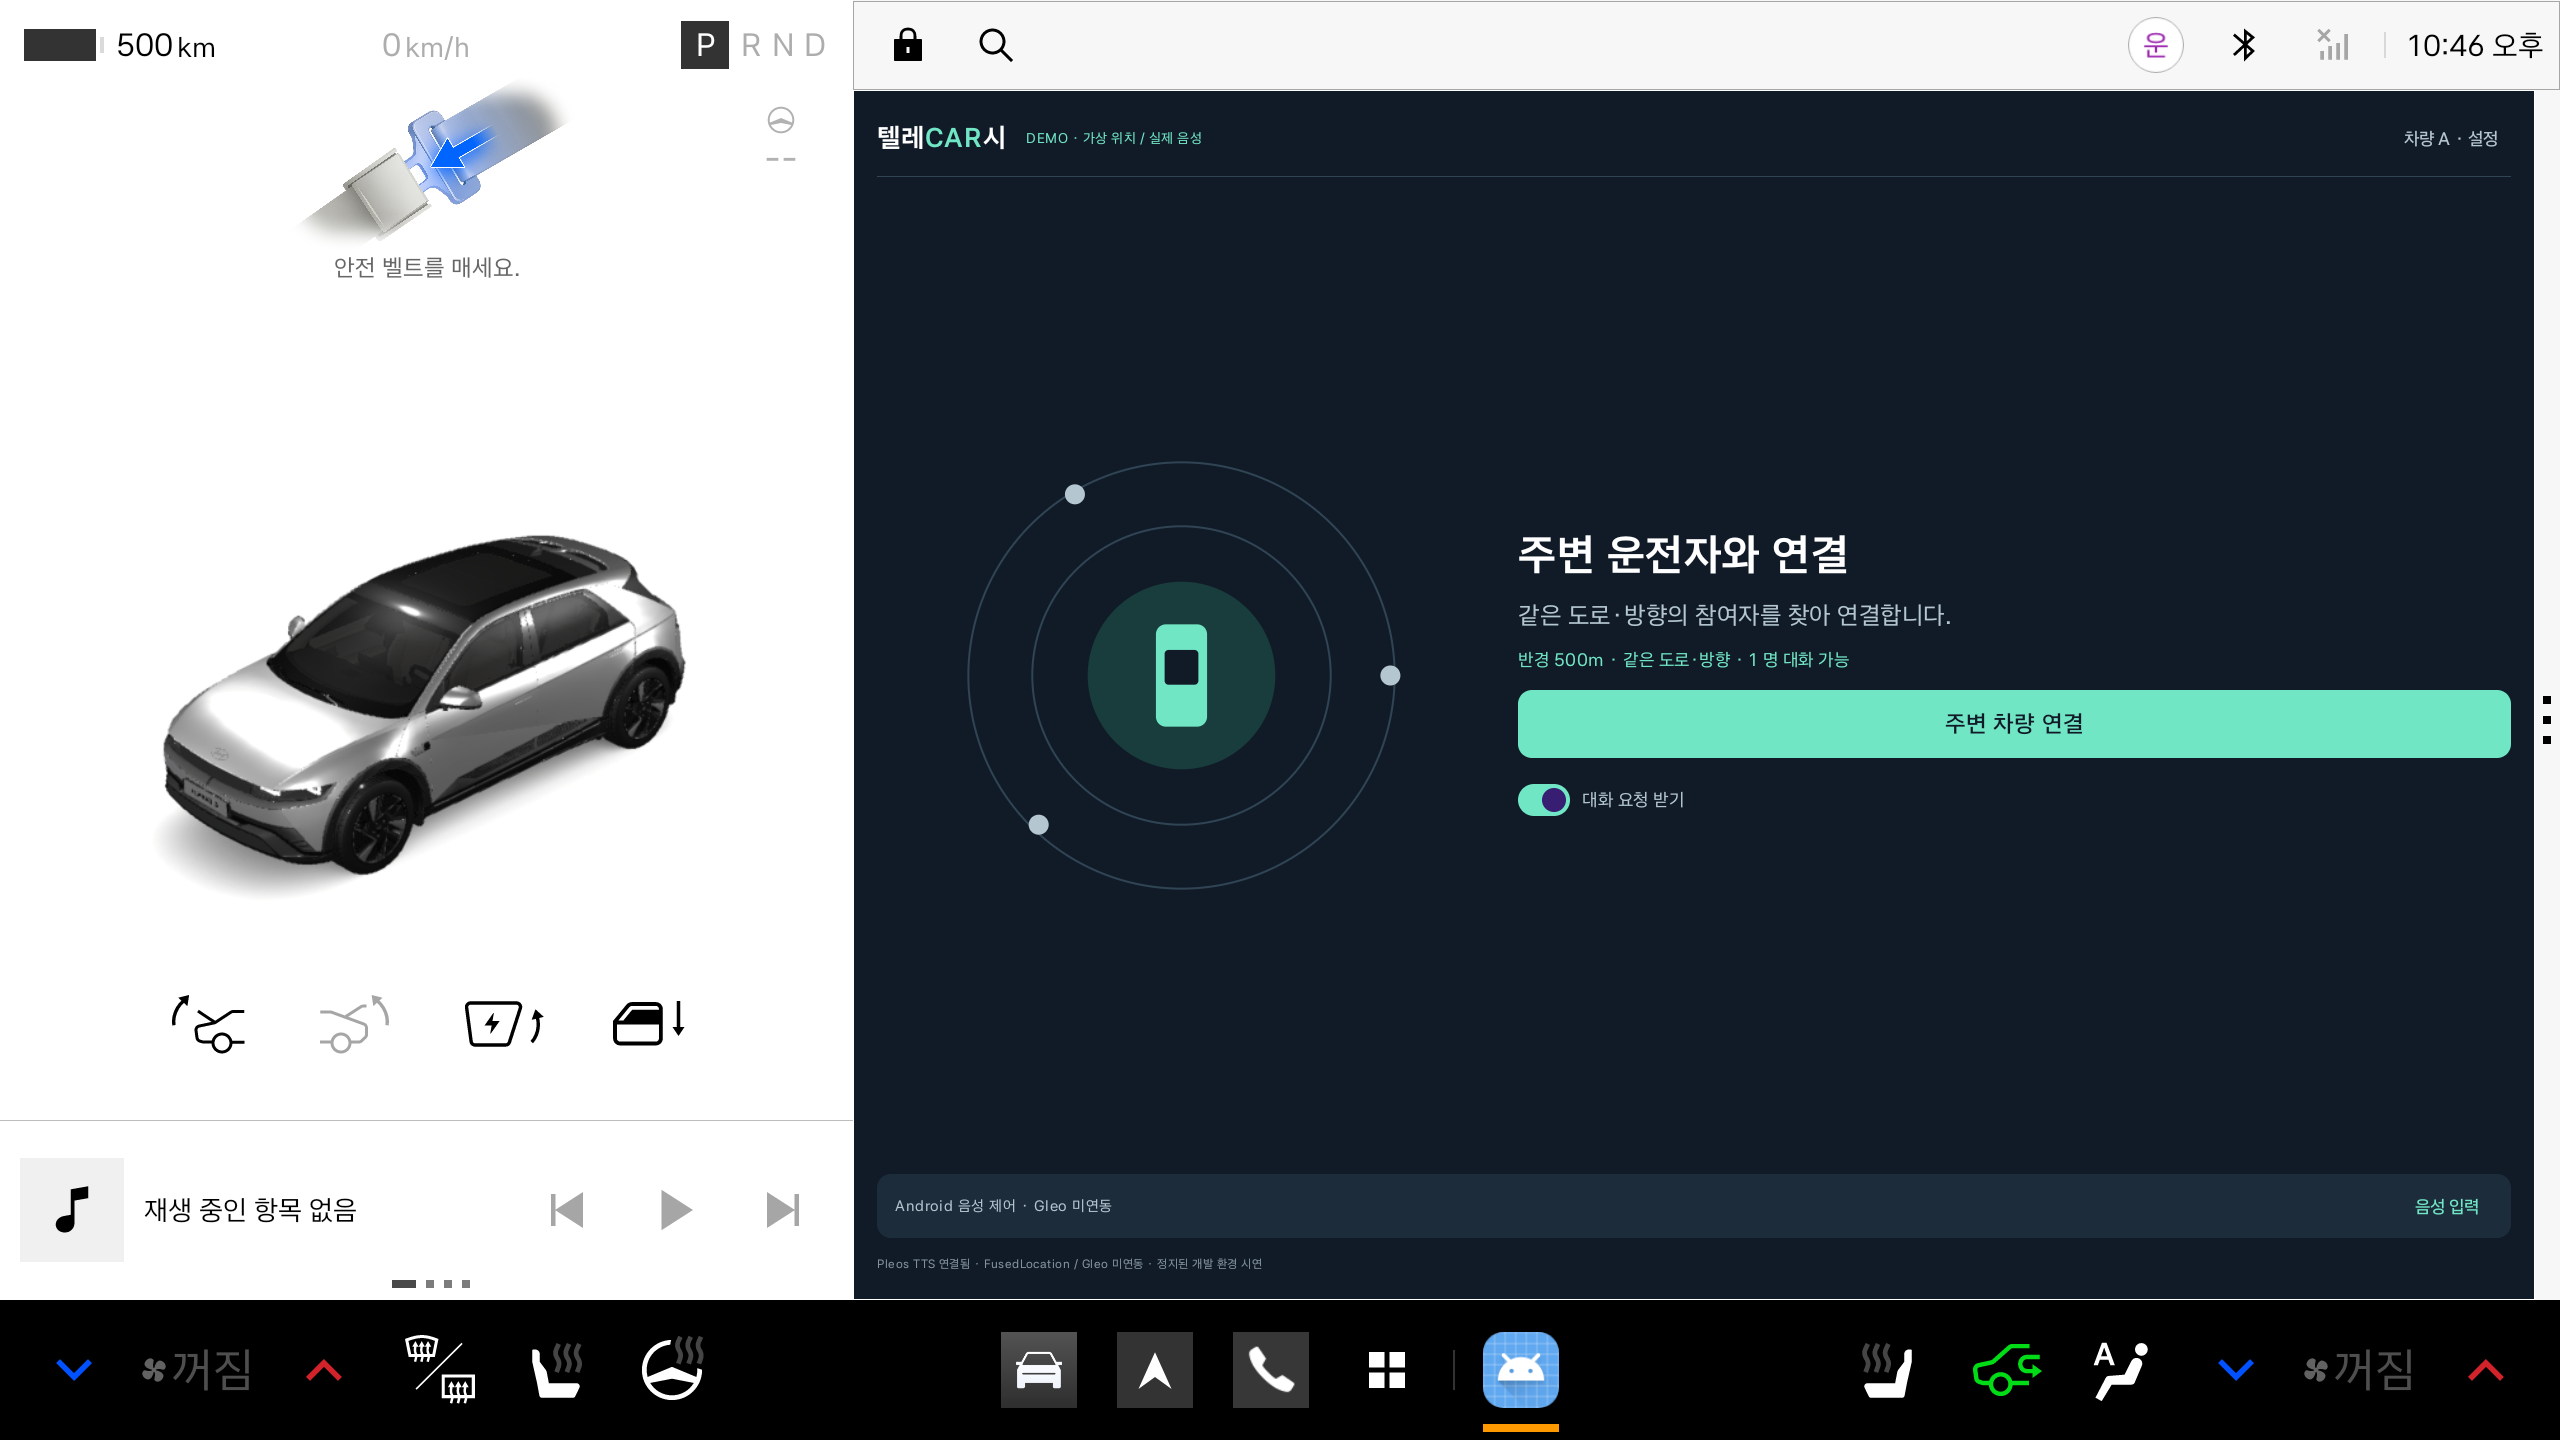 500 km
0 km/h
P R N D
안전 벨트를 매세요.
재생 중인 항목 없음
운
10:46 오후
텔레CAR시
DEMO · 가상 위치 / 실제 음성
차량 A · 설정
주변 운전자와 연결
같은 도로·방향의 참여자를 찾아 연결합니다.
반경 500m · 같은 도로·방향 · 1 명 대화 가능
주변 차량 연결
대화 요청 받기
Android 음성 제어 · Gleo 미연동
음성 입력
Pleos TTS 연결됨 · FusedLocation / Gleo 미연동 · 정지된 개발 환경 시연
꺼짐
A
꺼짐